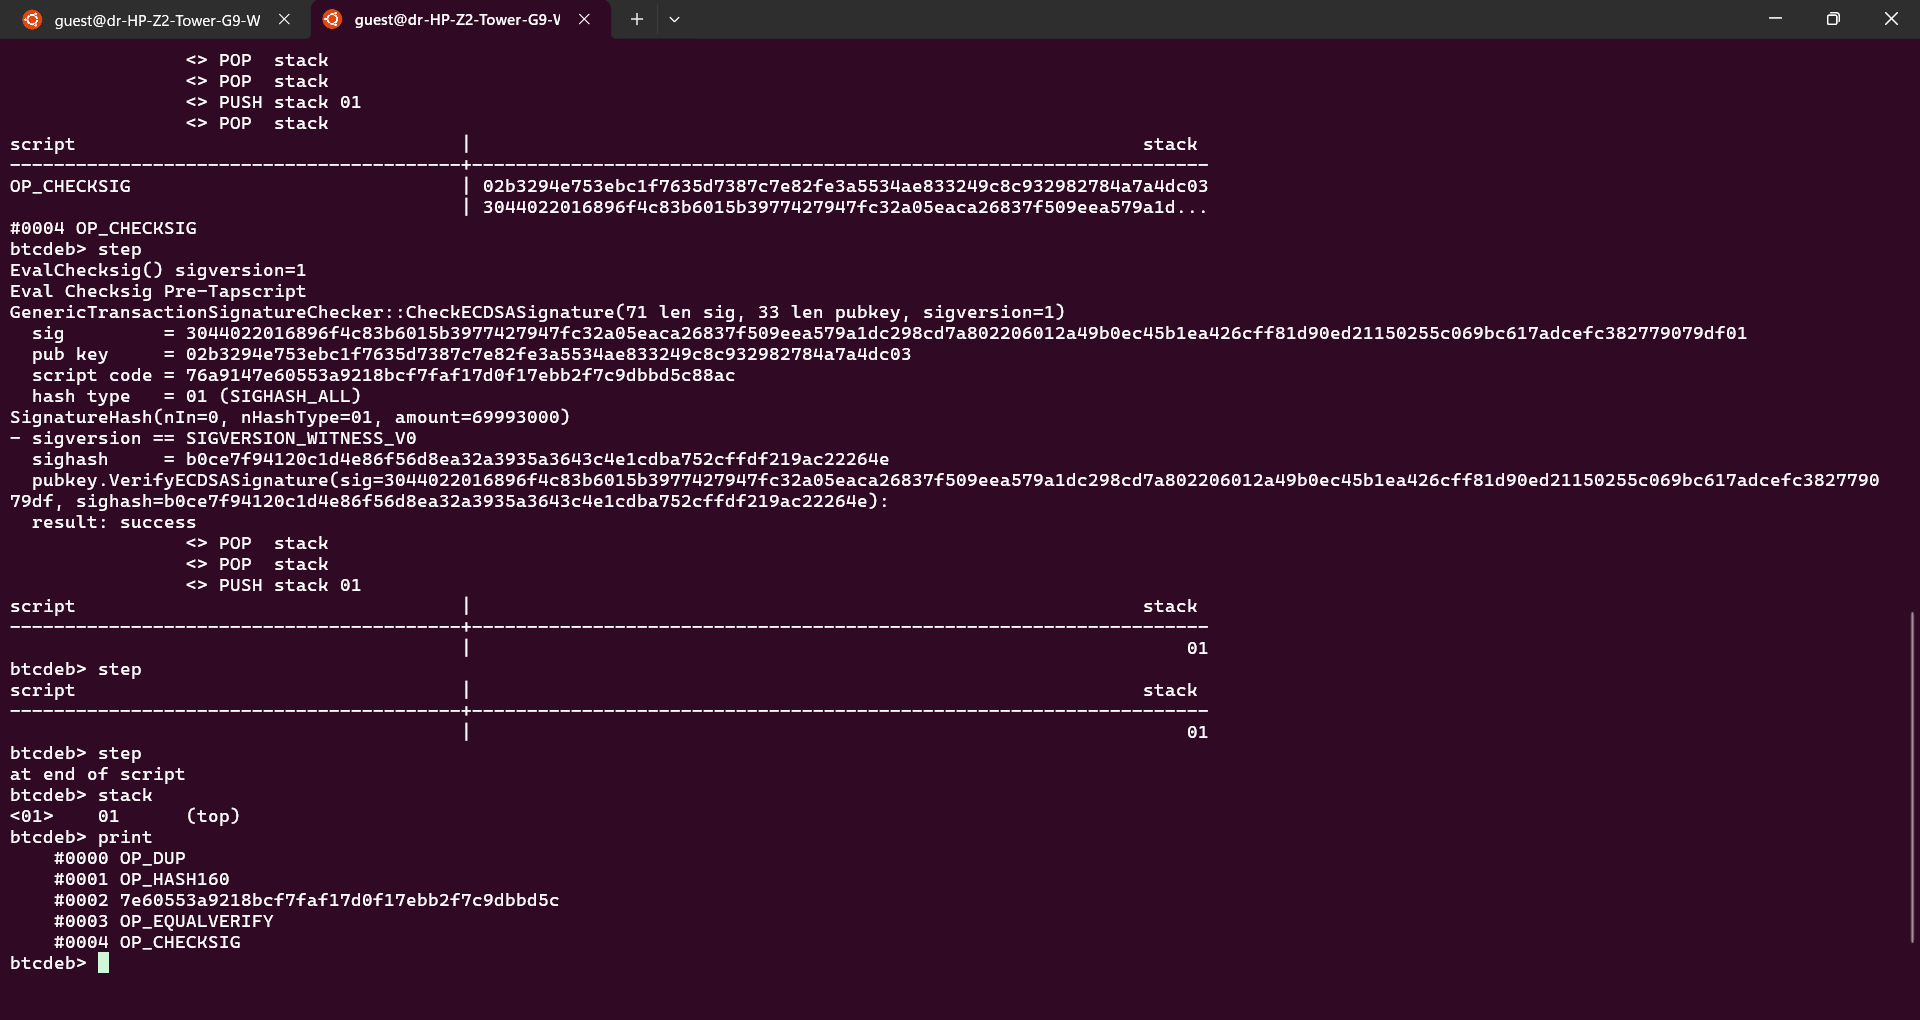 guest@dr-HP-Z2-Tower-G9-W
guest@dr-HP-Z2-Tower-G9-W
<> POP  stack
<> POP  stack
<> PUSH stack 01
<> POP  stack
script | stack
OP_CHECKSIG | 02b3294e753ebc1f7635d7387c7e82fe3a5534ae833249c8c932982784a7a4dc03
| 3044022016896f4c83b6015b3977427947fc32a05eaca26837f509eea579a1d...
#0004 OP_CHECKSIG
btcdeb> step
EvalChecksig() sigversion=1
Eval Checksig Pre-Tapscript
GenericTransactionSignatureChecker::CheckECDSASignature(71 len sig, 33 len pubkey, sigversion=1)
sig         = 3044022016896f4c83b6015b3977427947fc32a05eaca26837f509eea579a1dc298cd7a802206012a49b0ec45b1ea426cff81d90ed21150255c069bc617adcefc382779079df01
pub key     = 02b3294e753ebc1f7635d7387c7e82fe3a5534ae833249c8c932982784a7a4dc03
script code = 76a9147e60553a9218bcf7faf17d0f17ebb2f7c9dbbd5c88ac
hash type   = 01 (SIGHASH_ALL)
SignatureHash(nIn=0, nHashType=01, amount=69993000)
- sigversion == SIGVERSION_WITNESS_V0
sighash     = b0ce7f94120c1d4e86f56d8ea32a3935a3643c4e1cdba752cffdf219ac22264e
pubkey.VerifyECDSASignature(sig=3044022016896f4c83b6015b3977427947fc32a05eaca26837f509eea579a1dc298cd7a802206012a49b0ec45b1ea426cff81d90ed21150255c069bc617adcefc3827790
79df, sighash=b0ce7f94120c1d4e86f56d8ea32a3935a3643c4e1cdba752cffdf219ac22264e):
result: success
<> POP  stack
<> POP  stack
<> PUSH stack 01
script | stack
| 01
btcdeb> step
script | stack
| 01
btcdeb> step
at end of script
btcdeb> stack
<01>    01      (top)
btcdeb> print
#0000 OP_DUP
#0001 OP_HASH160
#0002 7e60553a9218bcf7faf17d0f17ebb2f7c9dbbd5c
#0003 OP_EQUALVERIFY
#0004 OP_CHECKSIG
btcdeb>